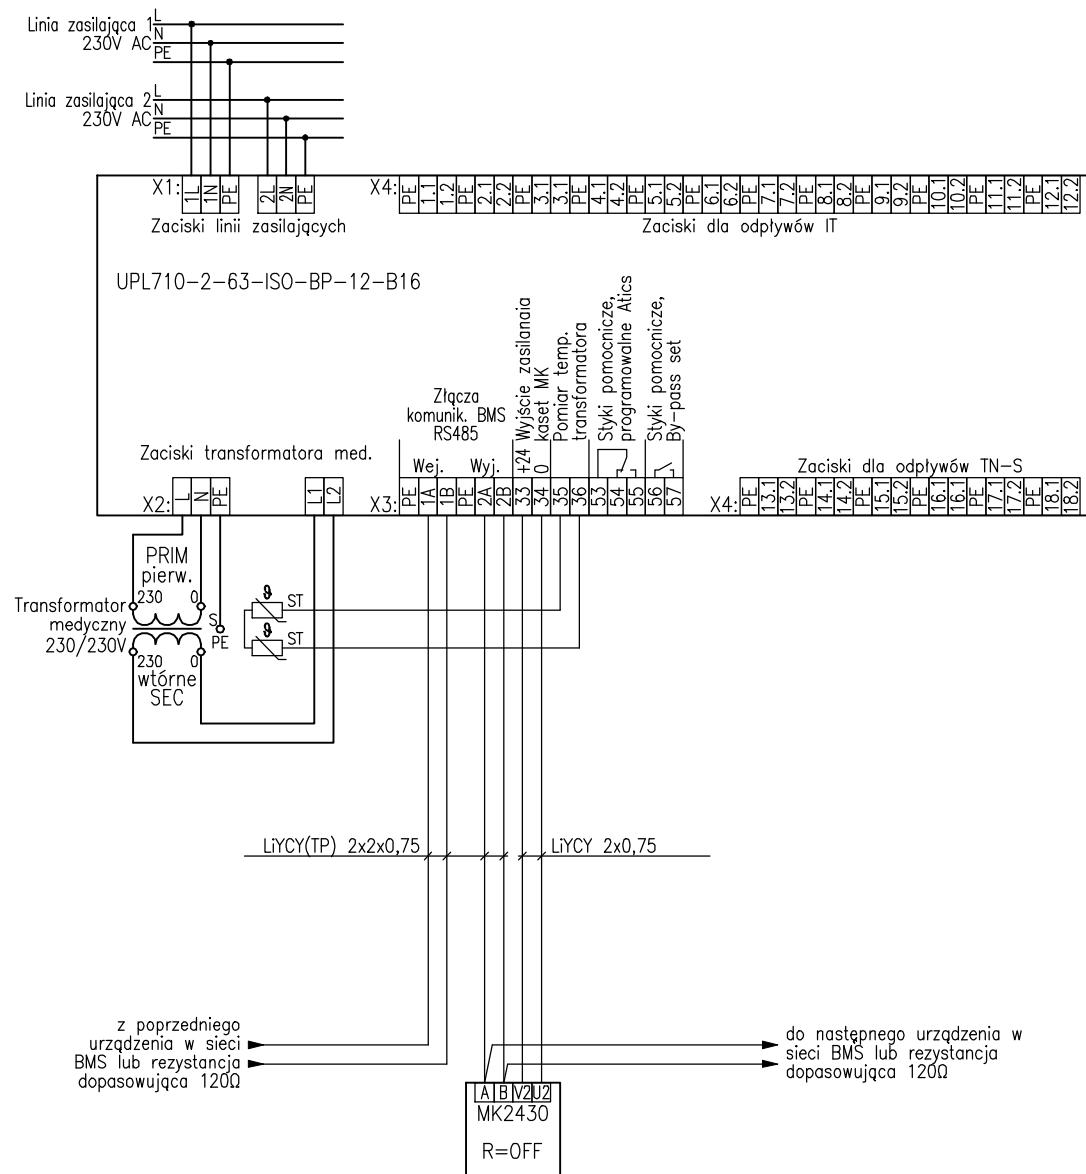 Linia zasilająca 1 L
230V AC N
PE
Linia zasilająca 2 L
230V AC N
PE
X1: 1L 1N PE 2L 2N PE
Zaciski linii zasilających
X4: PE 1.1 1.2 PE 2.1 2.2 PE 3.1 3.1 PE 4.1 4.2 PE 5.1 5.2 PE 6.1 6.2 PE 7.1 7.2 PE 8.1 8.2 PE 9.1 9.2 PE 10.1 10.2 PE 11.1 11.2 PE 12.1 12.2
Zaciski dla odpływów IT
UPL710-2-63-ISO-BP-12-B16
Złącza
komunik. BMS
RS485
Wej. Wyj.
+24 Wyjście zasilanaia
0 kaset MK
Pomiar temp.
transformatora
Styki pomocnicze,
programowalne Atics
Styki pomocnicze,
By-pass set
Zaciski transformatora med.
X2: L N PE L1 L2
X3: PE 1A 1B PE 2A 2B 33 34 35 36 53 54 55 56 57
Zaciski dla odpływów TN-S
X4: PE 13.1 13.2 PE 14.1 14.2 PE 15.1 15.2 PE 16.1 16.1 PE 17.1 17.2 PE 18.1 18.2
PRIM
pierw.
230 0
Transformator
medyczny
230/230V
S
PE
230 0
wtórne
SEC
ϑ ST
ϑ ST
LiYCY(TP) 2x2x0,75
LiYCY 2x0,75
z poprzedniego
urządzenia w sieci
BMS lub rezystancja
dopasowująca 120Ω
do następnego urządzenia w
sieci BMS lub rezystancja
dopasowująca 120Ω
A B V2 U2
MK2430
R=OFF